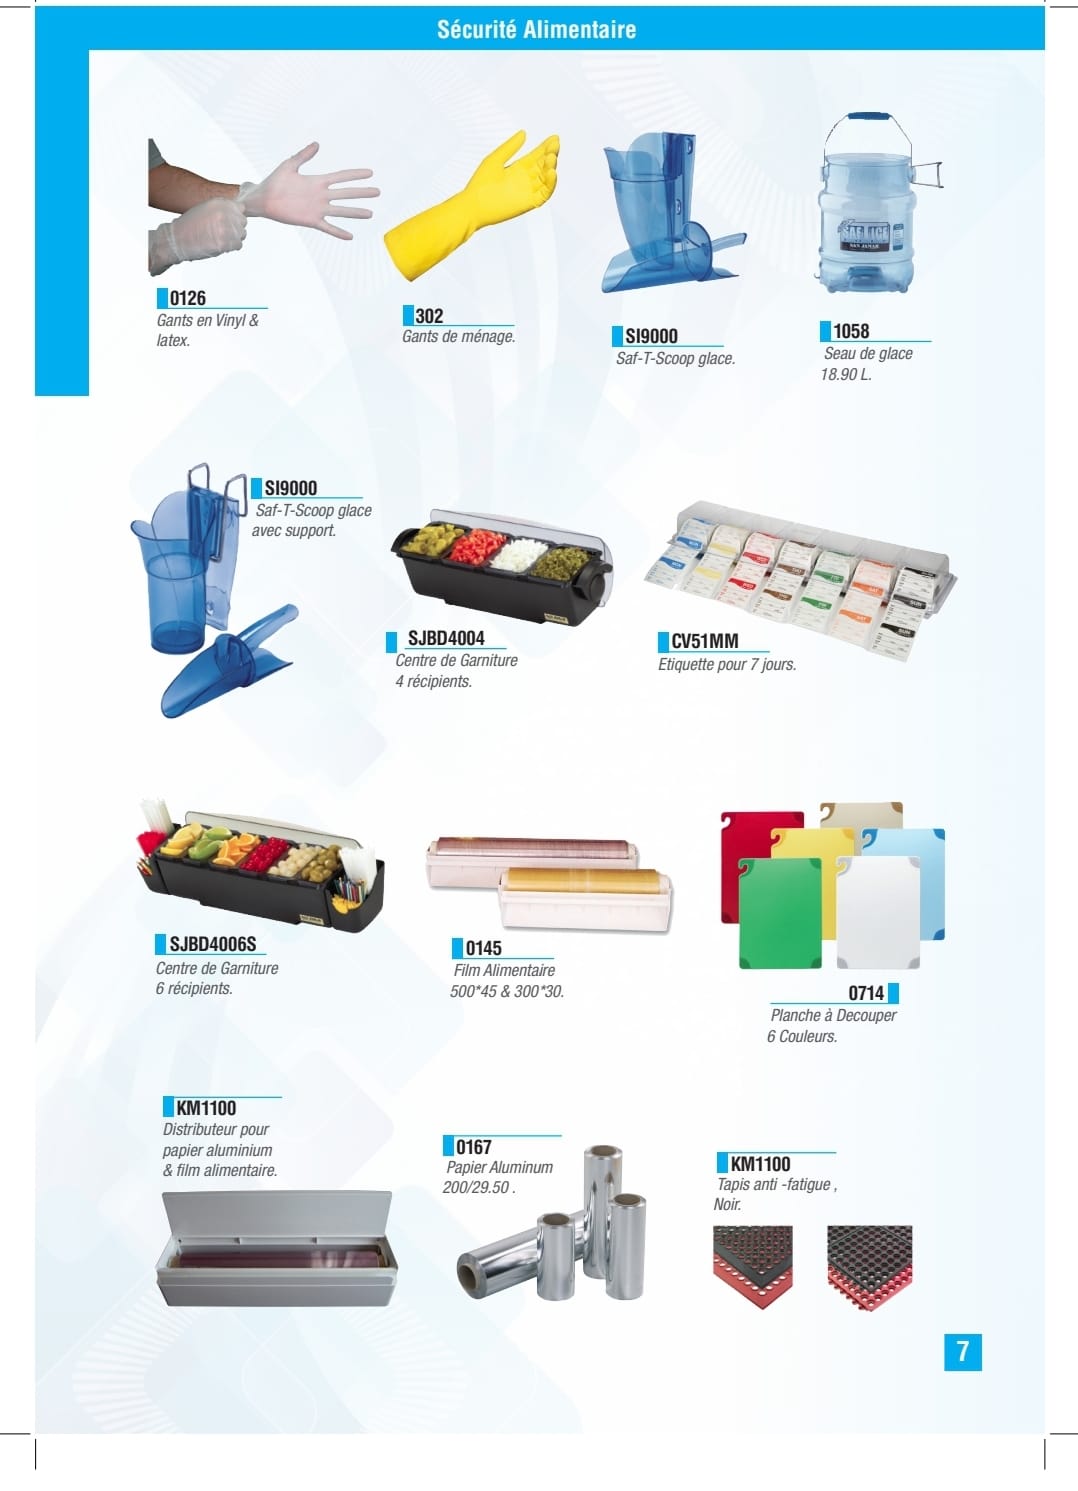 Sécurité Alimentaire
SAF-T-ICE
SAN JAMAR
0126
Gants en Vinyl &
latex.
302
Gants de ménage.
SI9000
Saf-T-Scoop glace.
1058
Seau de glace
18.90 L.
SI9000
Saf-T-Scoop glace
avec support.
SJBD4004
Centre de Garniture
4 récipients.
CV51MM
Etiquette pour 7 jours.
SJBD4006S
Centre de Garniture
6 récipients.
0145
Film Alimentaire
500*45 & 300*30.
0714
Planche à Decouper
6 Couleurs.
KM1100
Distributeur pour
papier aluminium
& film alimentaire.
0167
Papier Aluminum
200/29.50 .
KM1100
Tapis anti -fatigue ,
Noir.
7